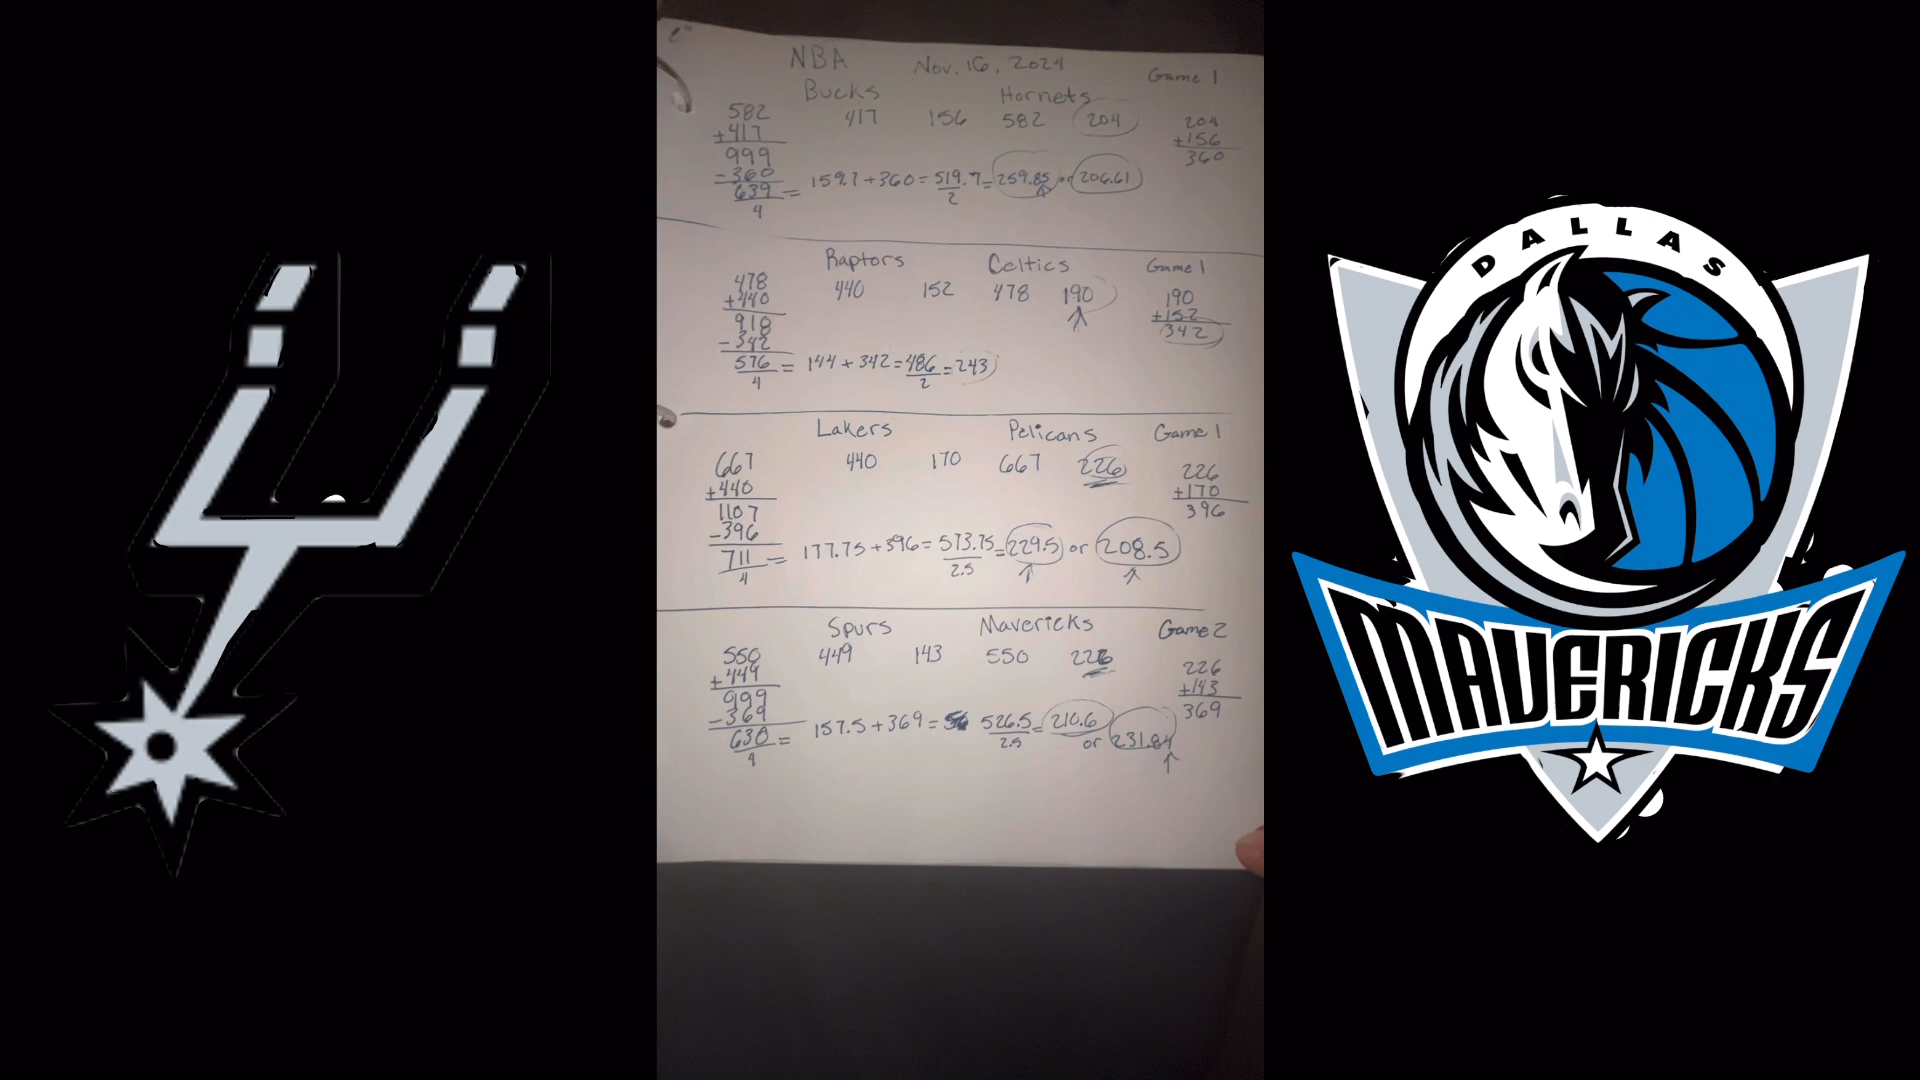 NBA Nov. 16, 2024 Game 1
Bucks Hornets
582 417 156 582 204 204
+417 +156
999 360
-360
639 = 159.7 + 360 = 519.7 = 259.85 or 206.61
4 2
Raptors Celtics Game 1
478 440 152 478 190 190
+440 +152
918 342
-342
576 = 144 + 342 = 486 = 243
4 2
Lakers Pelicans Game 1
667 440 170 667 226 226
+440 +170
1107 396
-396
711 = 177.75 + 396 = 573.75 = 229.5 or 208.5
4 2.5
Spurs Mavericks Game 2
550 449 143 550 226 226
+449 +143
999 369
-369
630 = 157.5 + 369 = 526.5 = 210.6
4 2.5 or 231.84
DALLAS
MAVERICKS